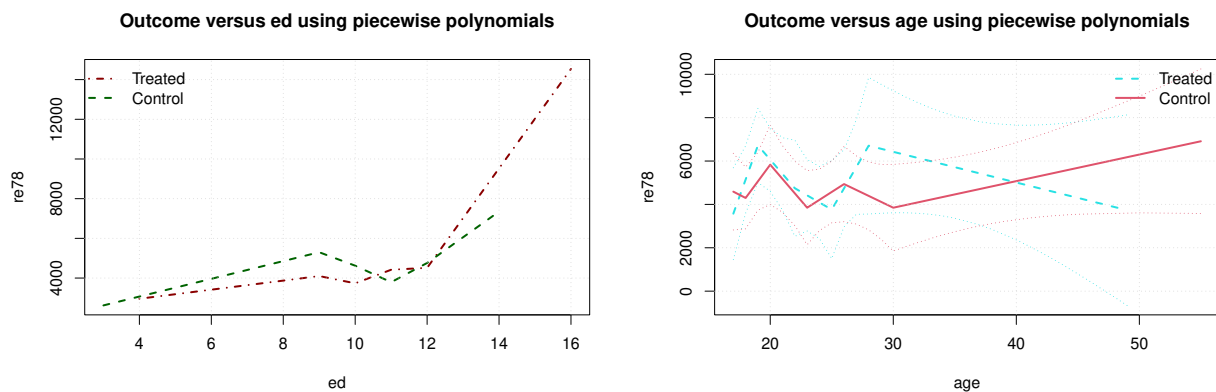 Outcome versus ed using piecewise polynomials
Treated
Control
re78
4000
8000
12000
4 6 8 10 12 14 16
ed
Outcome versus age using piecewise polynomials
Treated
Control
re78
0
2000
6000
10000
20 30 40 50
age